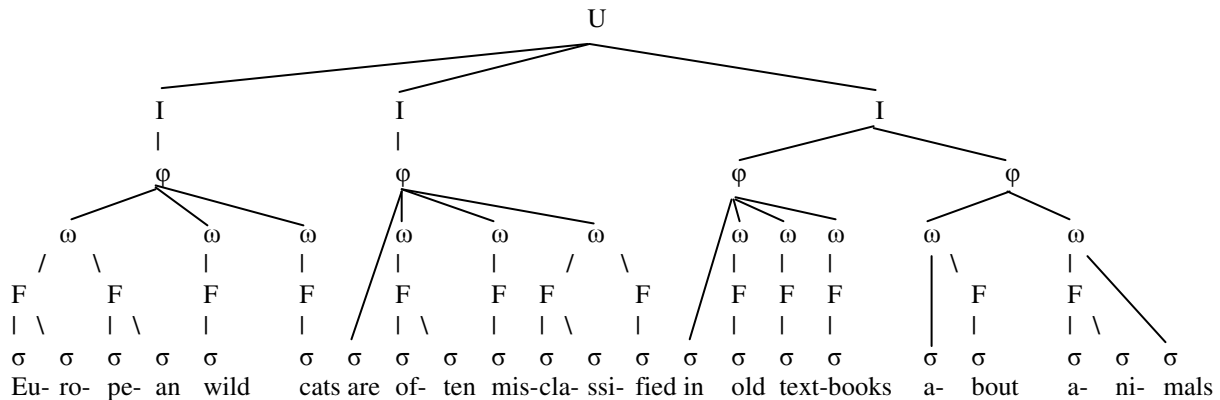 U
I I I
φ φ φ φ
ω ω ω ω ω ω ω ω ω ω ω
F F F F F F F F F F F F F
σ σ σ σ σ σ σ σ σ σ σ σ σ σ σ σ σ σ σ σ σ σ
Eu- ro- pe- an wild cats are of- ten mis-cla- ssi- fied in old text-books a- bout a- ni- mals